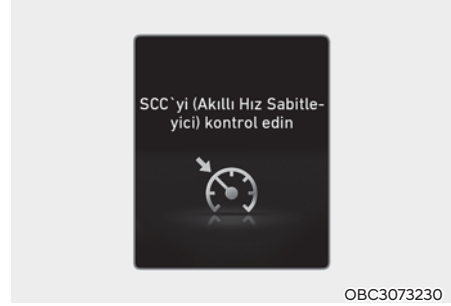 SCC`yi (Akıllı Hız Sabitle-
yici) kontrol edin
OBC3073230